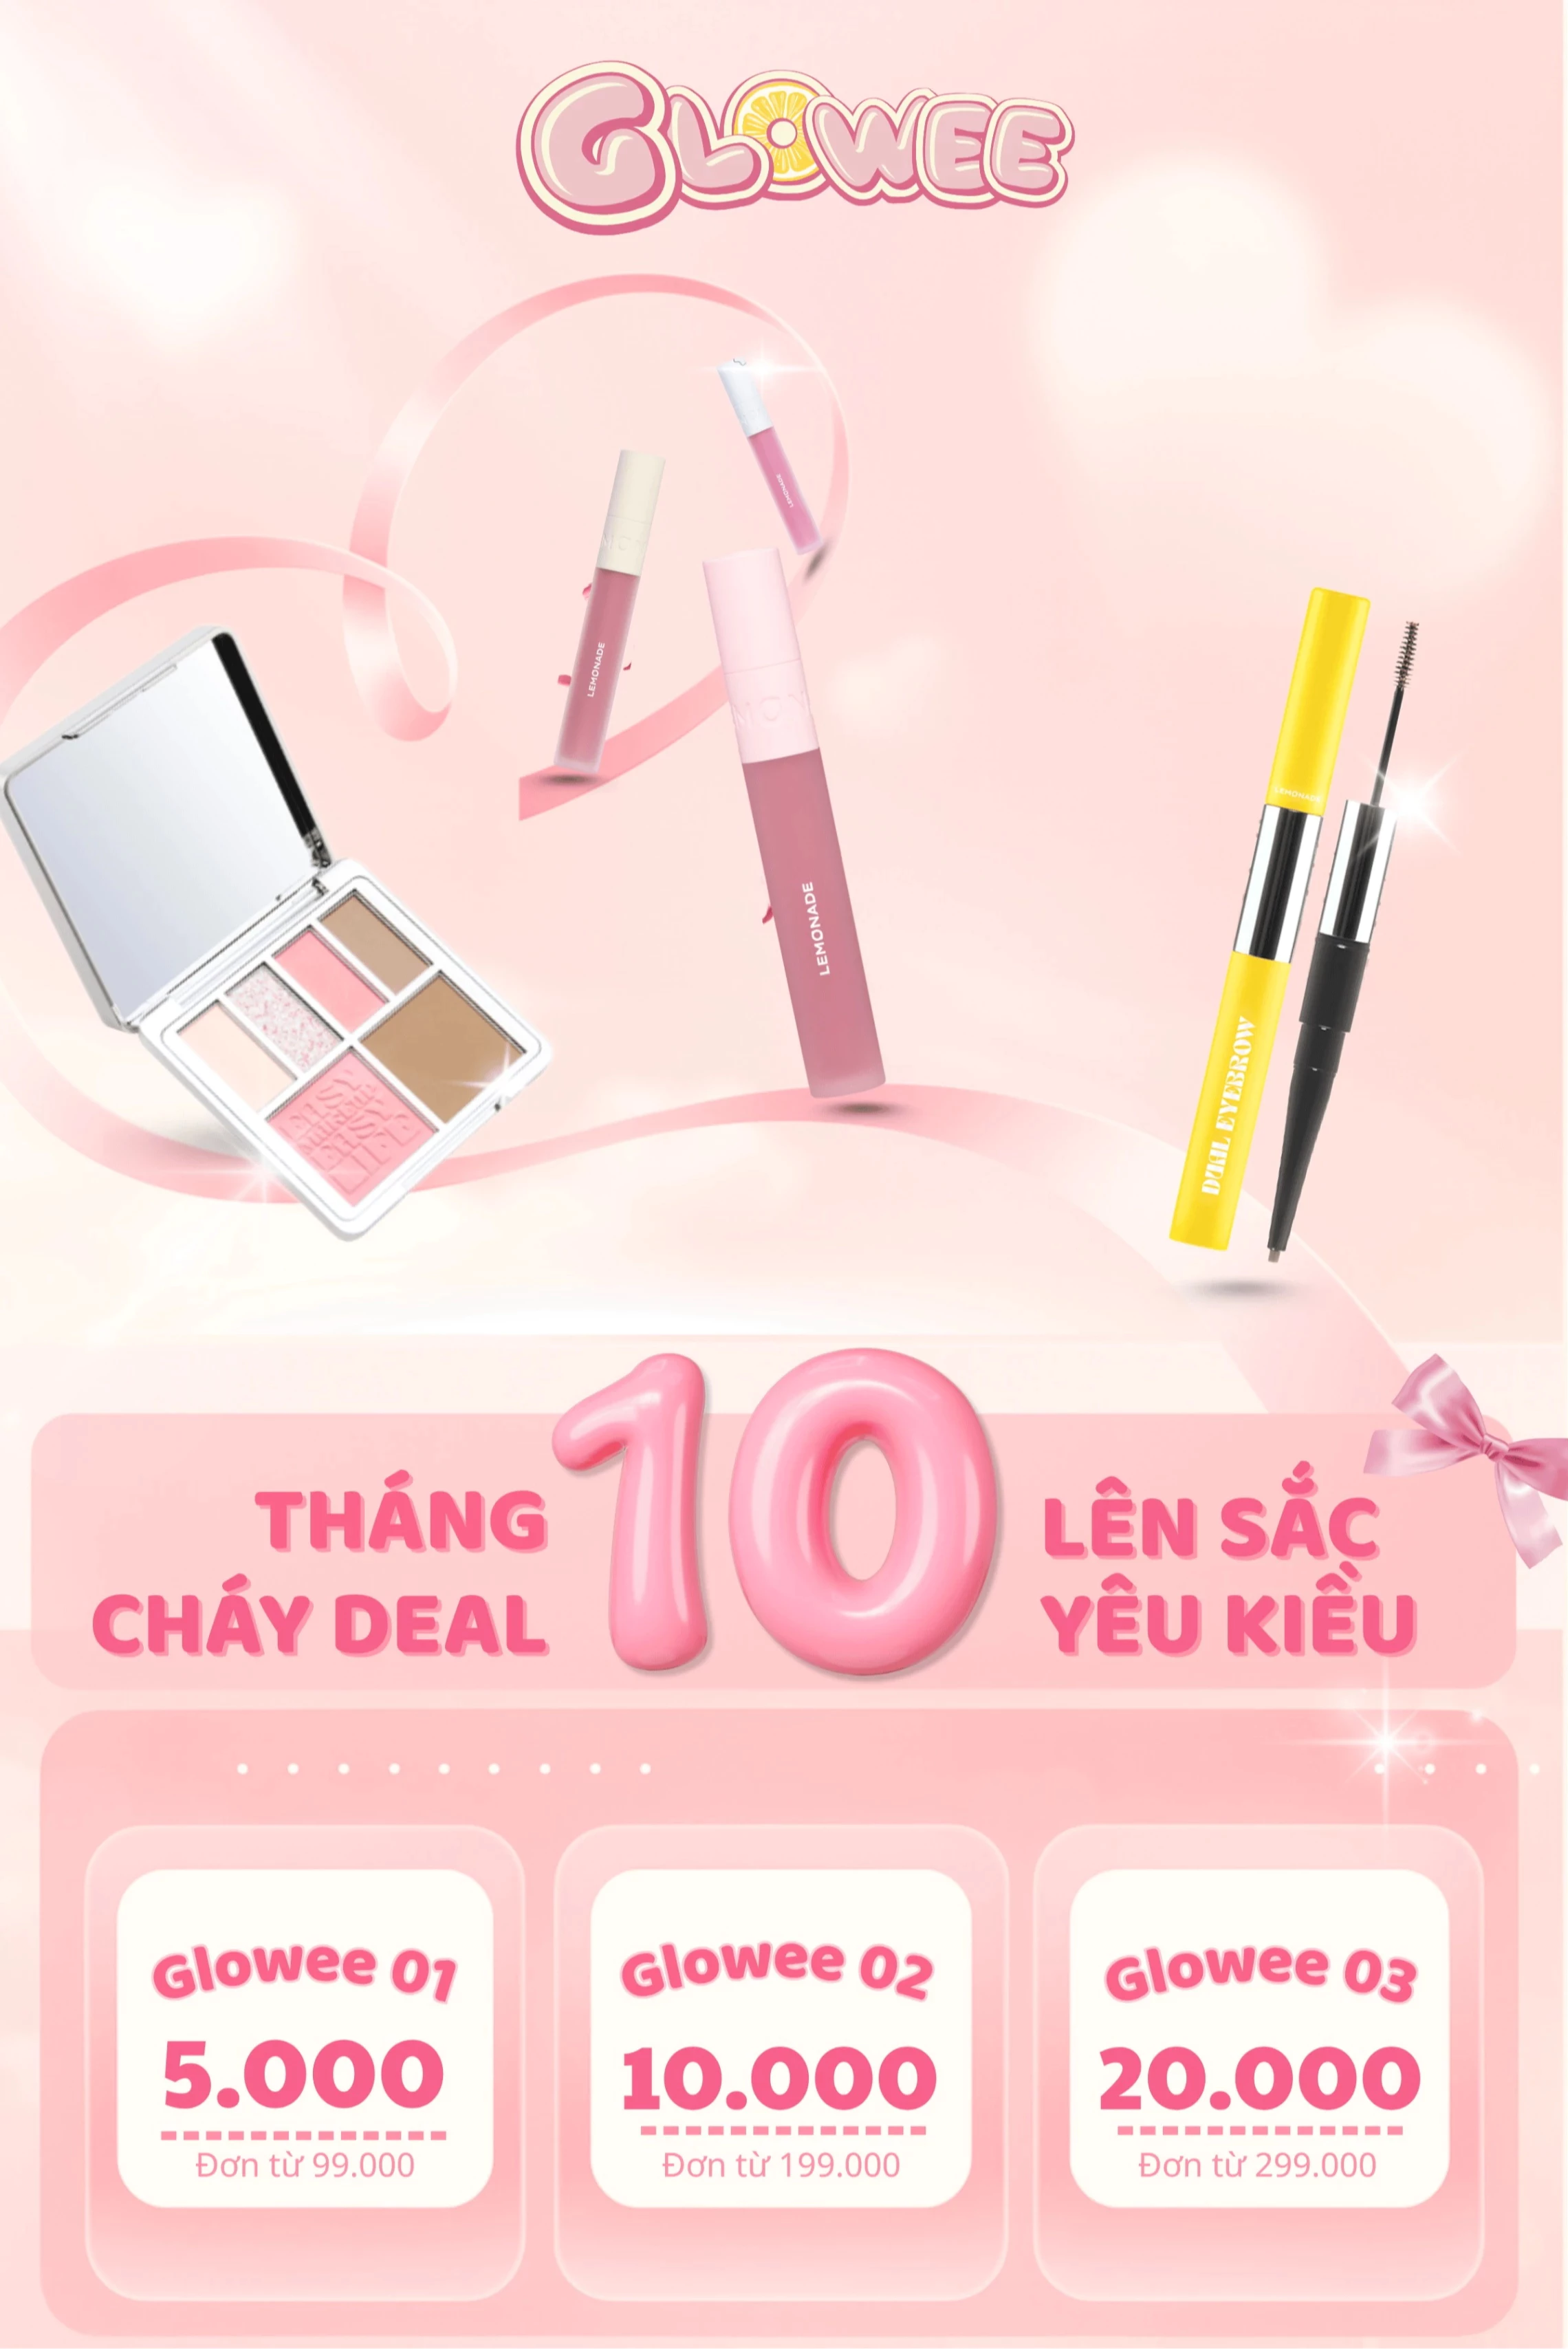 GLOWEE
LEMONADE
LEMONADE
LEMONADE
LEMONADE
DUAL EYEBROW
THÁNG
CHÁY DEAL
10
LÊN SẮC
YÊU KIỀU
Glowee 01
5.000
Đơn từ 99.000
Glowee 02
10.000
Đơn từ 199.000
Glowee 03
20.000
Đơn từ 299.000